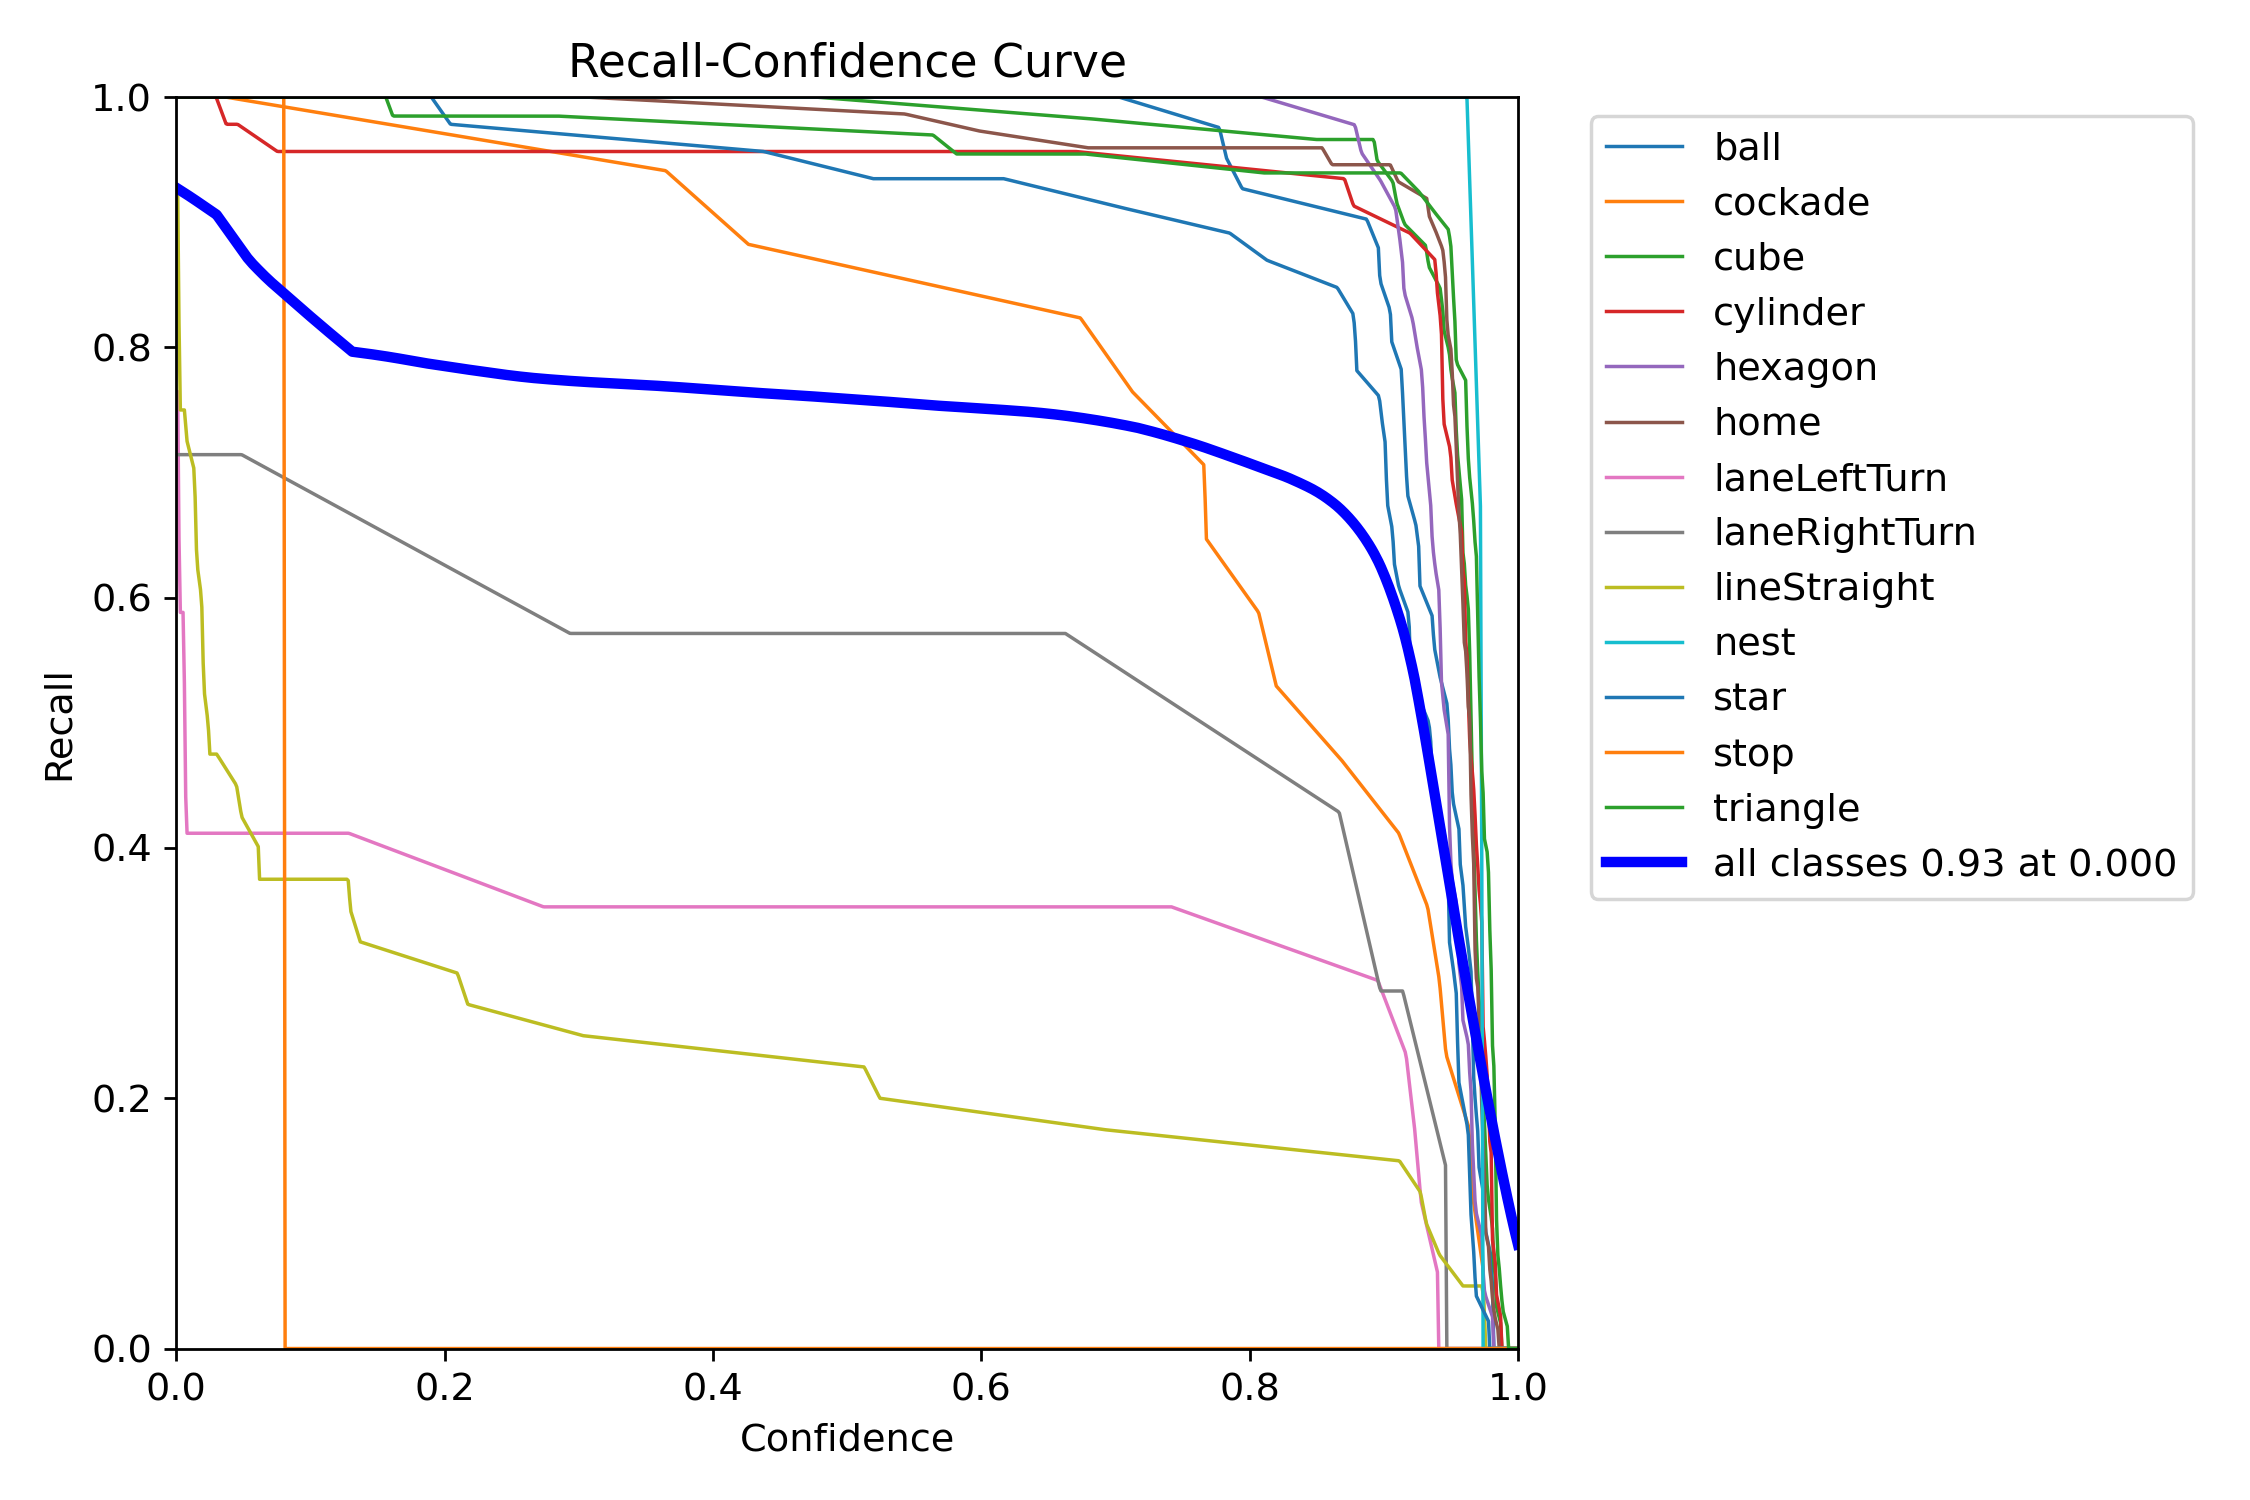 Recall-Confidence Curve
1.0
0.8
0.6
0.4
0.2
0.0
Recall
0.0 0.2 0.4 0.6 0.8 1.0
Confidence
ball
cockade
cube
cylinder
hexagon
home
laneLeftTurn
laneRightTurn
lineStraight
nest
star
stop
triangle
all classes 0.93 at 0.000